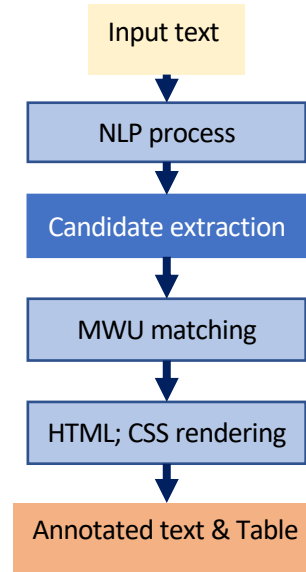 Input text
NLP process
Candidate extraction
MWU matching
HTML; CSS rendering
Annotated text & Table